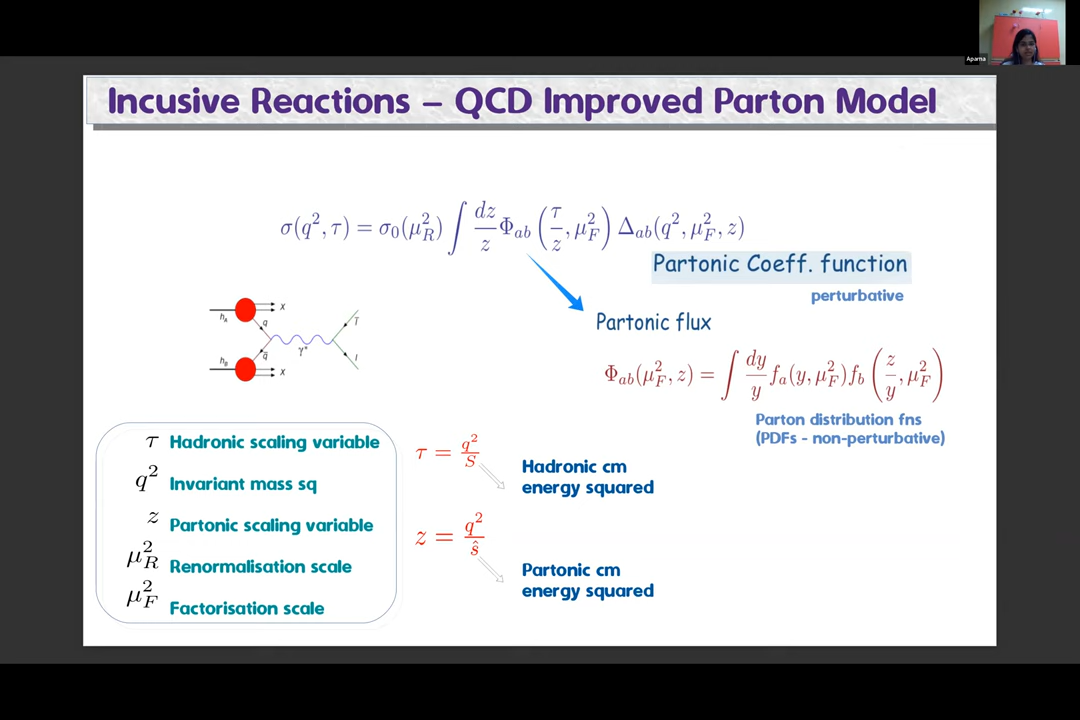 Aparna
Incusive Reactions – QCD Improved Parton Model
σ(q², τ) = σ₀(μ_R²) ∫ dz/z Φ_ab (τ/z, μ_F²) Δ_ab(q², μ_F², z)
Partonic Coeff. function
perturbative
Partonic flux
Φ_ab(μ_F², z) = ∫ dy/y f_a(y, μ_F²) f_b (z/y, μ_F²)
Parton distribution fns
(PDFs - non-perturbative)
h_a
X
q
q̄
h_B
X
γ*
l̄
l
τ Hadronic scaling variable
q² Invariant mass sq
z Partonic scaling variable
μ_R² Renormalisation scale
μ_F² Factorisation scale
τ = q²/S
Hadronic cm
energy squared
z = q²/ŝ
Partonic cm
energy squared